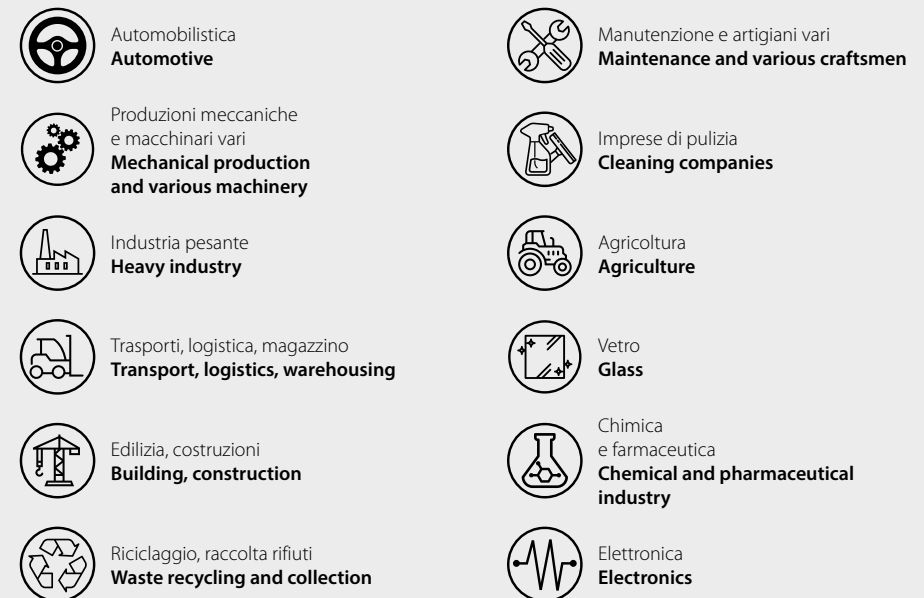 Automobilistica
Automotive
Produzioni meccaniche
e macchinari vari
Mechanical production
and various machinery
Industria pesante
Heavy industry
Trasporti, logistica, magazzino
Transport, logistics, warehousing
Edilizia, costruzioni
Building, construction
Riciclaggio, raccolta rifiuti
Waste recycling and collection
Manutenzione e artigiani vari
Maintenance and various craftsmen
Imprese di pulizia
Cleaning companies
Agricoltura
Agriculture
Vetro
Glass
Chimica
e farmaceutica
Chemical and pharmaceutical
industry
Elettronica
Electronics